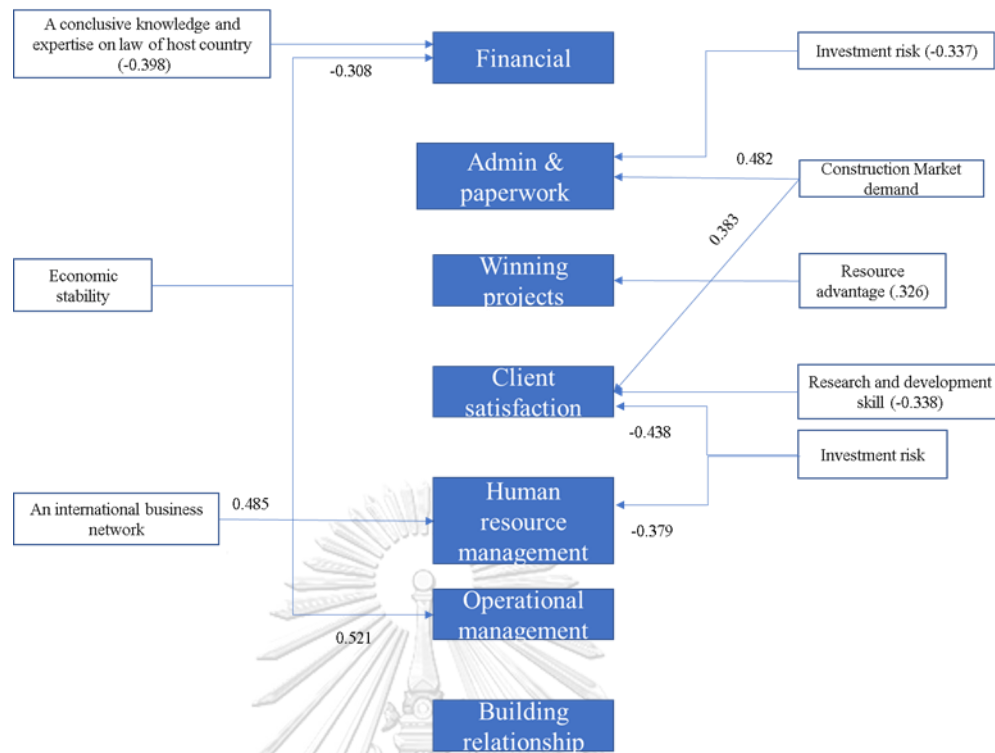 A conclusive knowledge and
expertise on law of host country
(-0.398)
-0.308
Financial
Investment risk (-0.337)
Admin &
paperwork
0.482
Construction Market
demand
0.383
Economic
stability
Winning
projects
Resource
advantage (.326)
Client
satisfaction
Research and development
skill (-0.338)
-0.438
Investment risk
An international business
network
0.485
Human
resource
management
-0.379
Operational
management
0.521
Building
relationship